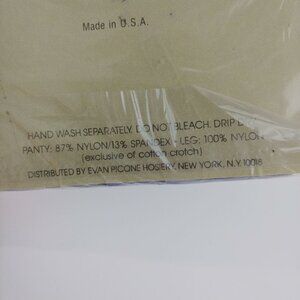 Made in U.S.A.
HAND WASH SEPARATELY. DO NOT BLEACH. DRIP DRY.
PANTY: 87% NYLON/13% SPANDEX • LEG: 100% NYLON
(exclusive of cotton crotch)
DISTRIBUTED BY EVAN PICONE HOSIERY, NEW YORK, N.Y. 10018